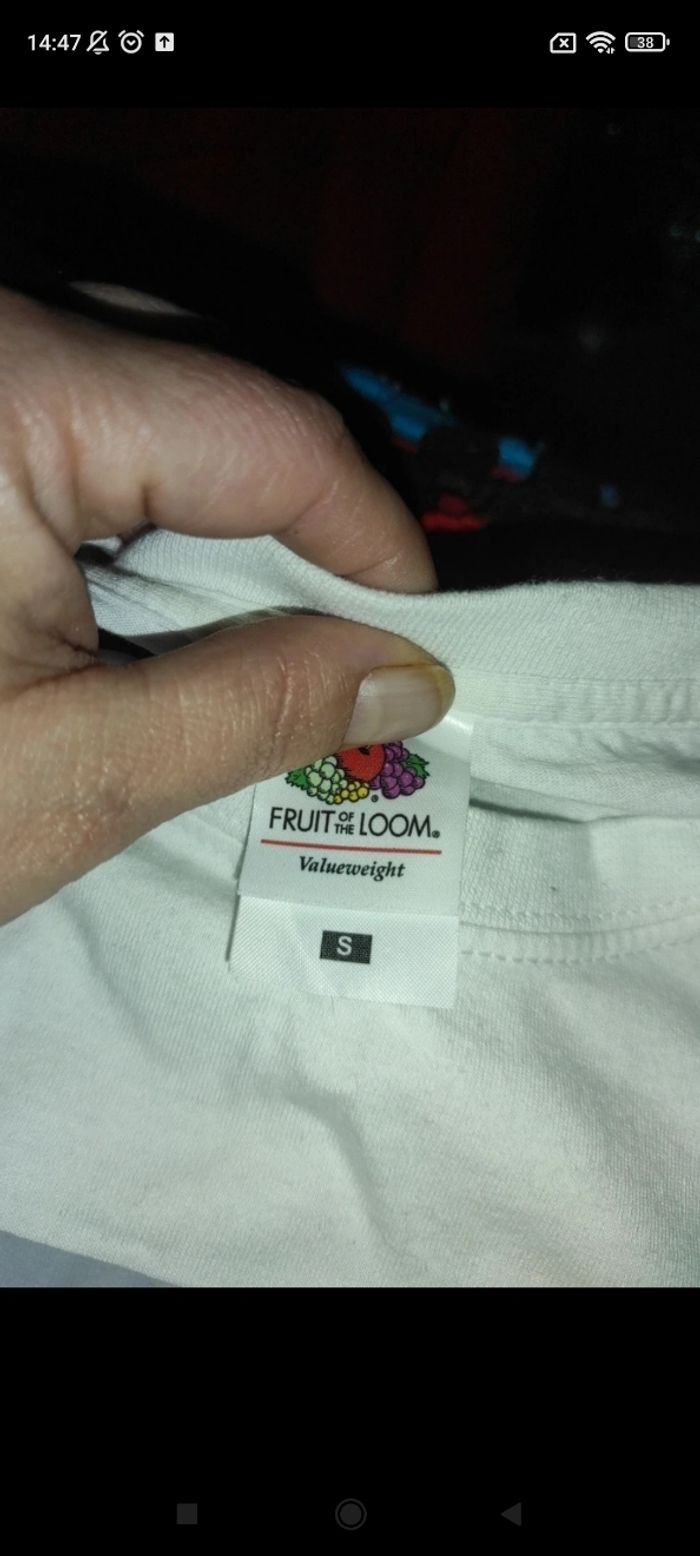 14:47
38
FRUIT OF THE LOOM®
Valueweight
S